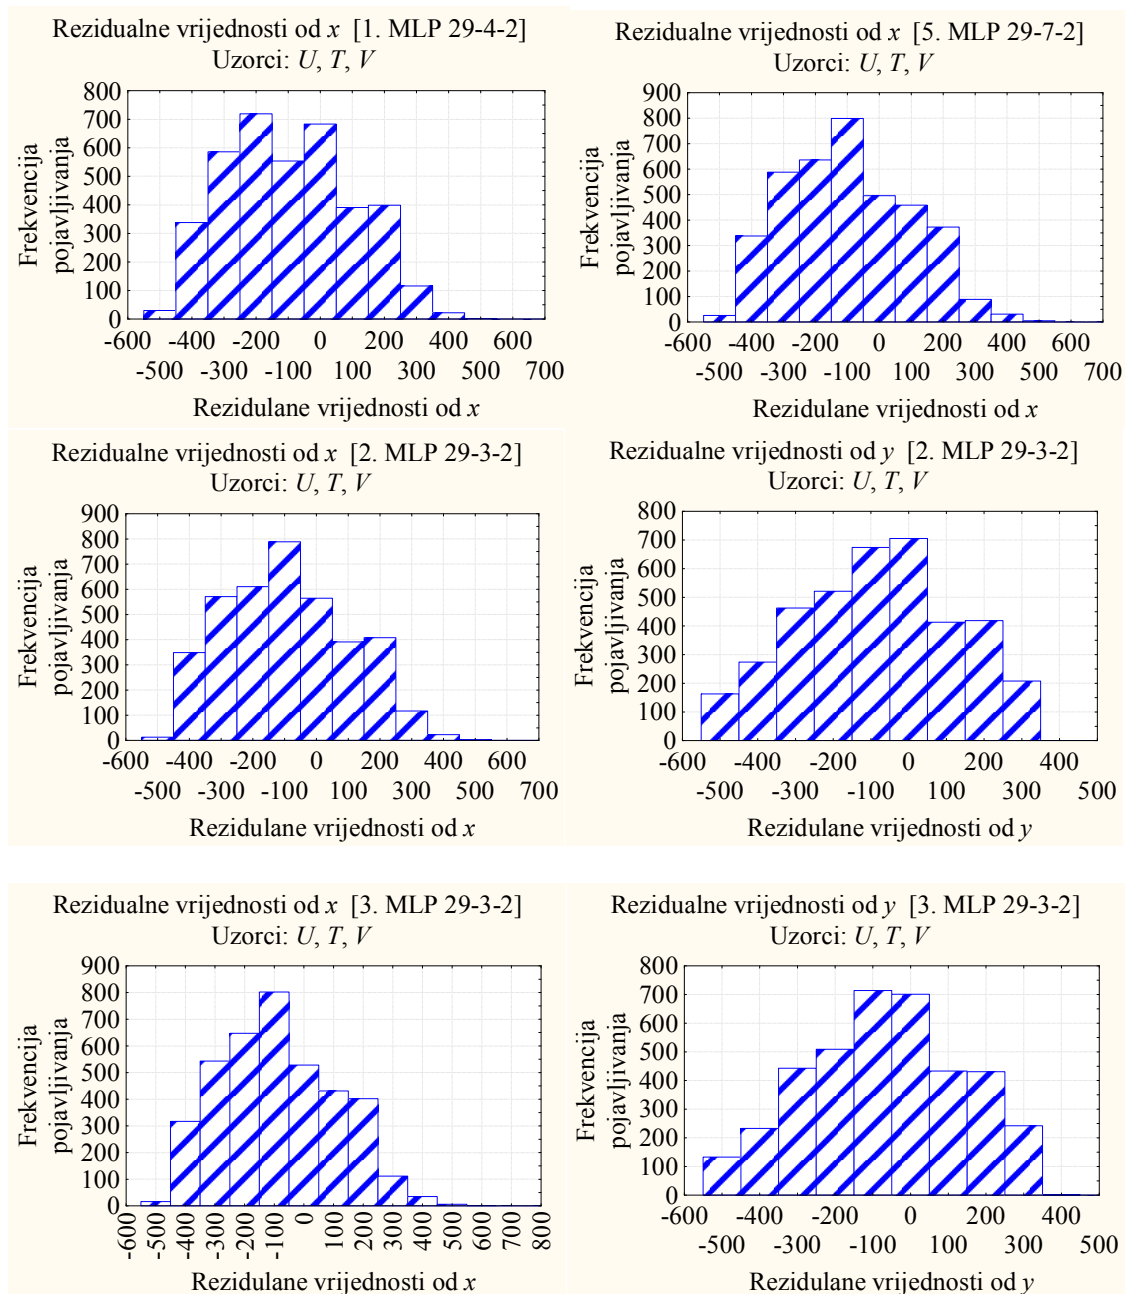 Rezidualne vrijednosti od x [1. MLP 29-4-2]
Uzorci: U, T, V
Frekvencija
pojavljivanja
800
700
600
500
400
300
200
100
0
-600 -400 -200 0 200 400 600
-500 -300 -100 100 300 500 700
Rezidulane vrijednosti od x
Rezidualne vrijednosti od x [5. MLP 29-7-2]
Uzorci: U, T, V
Frekvencija
pojavljivanja
900
800
700
600
500
400
300
200
100
0
-600 -400 -200 0 200 400 600
-500 -300 -100 100 300 500 700
Rezidulane vrijednosti od x
Rezidualne vrijednosti od x [2. MLP 29-3-2]
Uzorci: U, T, V
Frekvencija
pojavljivanja
900
800
700
600
500
400
300
200
100
0
-600 -400 -200 0 200 400 600
-500 -300 -100 100 300 500 700
Rezidulane vrijednosti od x
Rezidualne vrijednosti od y [2. MLP 29-3-2]
Uzorci: U, T, V
Frekvencija
pojavljivanja
800
700
600
500
400
300
200
100
0
-600 -400 -200 0 200 400
-500 -300 -100 100 300 500
Rezidulane vrijednosti od y
Rezidualne vrijednosti od x [3. MLP 29-3-2]
Uzorci: U, T, V
Frekvencija
pojavljivanja
900
800
700
600
500
400
300
200
100
0
-600 -500 -400 -300 -200 -100 0 100 200 300 400 500 600 700 800
Rezidulane vrijednosti od x
Rezidualne vrijednosti od y [3. MLP 29-3-2]
Uzorci: U, T, V
Frekvencija
pojavljivanja
800
700
600
500
400
300
200
100
0
-600 -400 -200 0 200 400
-500 -300 -100 100 300 500
Rezidulane vrijednosti od y